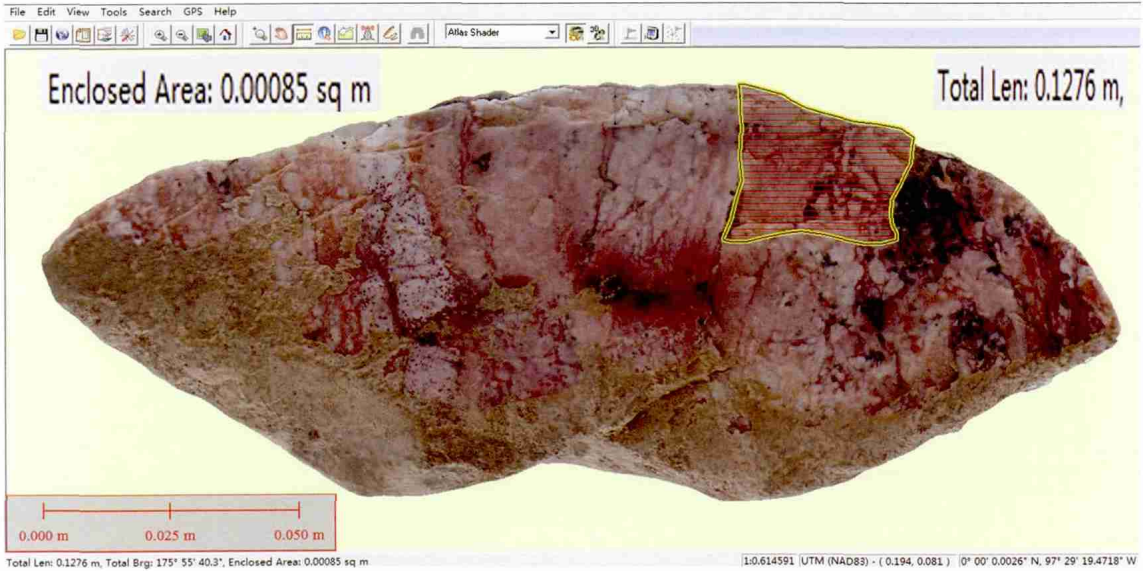 File Edit View Tools Search GPS Help
Atlas Shader
Enclosed Area: 0.00085 sq m
Total Len: 0.1276 m,
0.000 m 0.025 m 0.050 m
Total Len: 0.1276 m, Total Brg: 175° 55' 40.3", Enclosed Area: 0.00085 sq m
1:0.614591 UTM (NAD83) - ( 0.194, 0.081 ) 0° 00' 0.0026" N, 97° 29' 19.4718" W